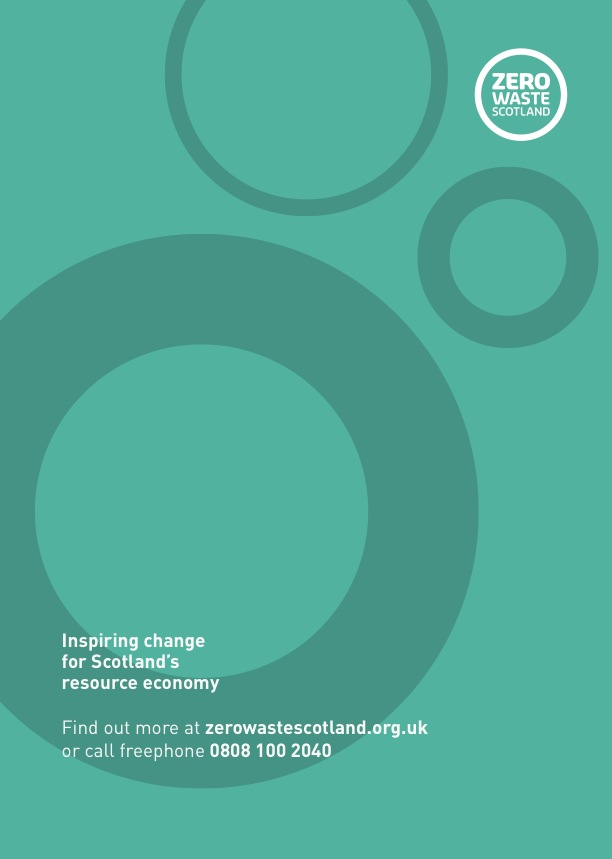 ZERO
WASTE
SCOTLAND
Inspiring change
for Scotland's
resource economy
Find out more at zerowastescotland.org.uk
or call freephone 0808 100 2040